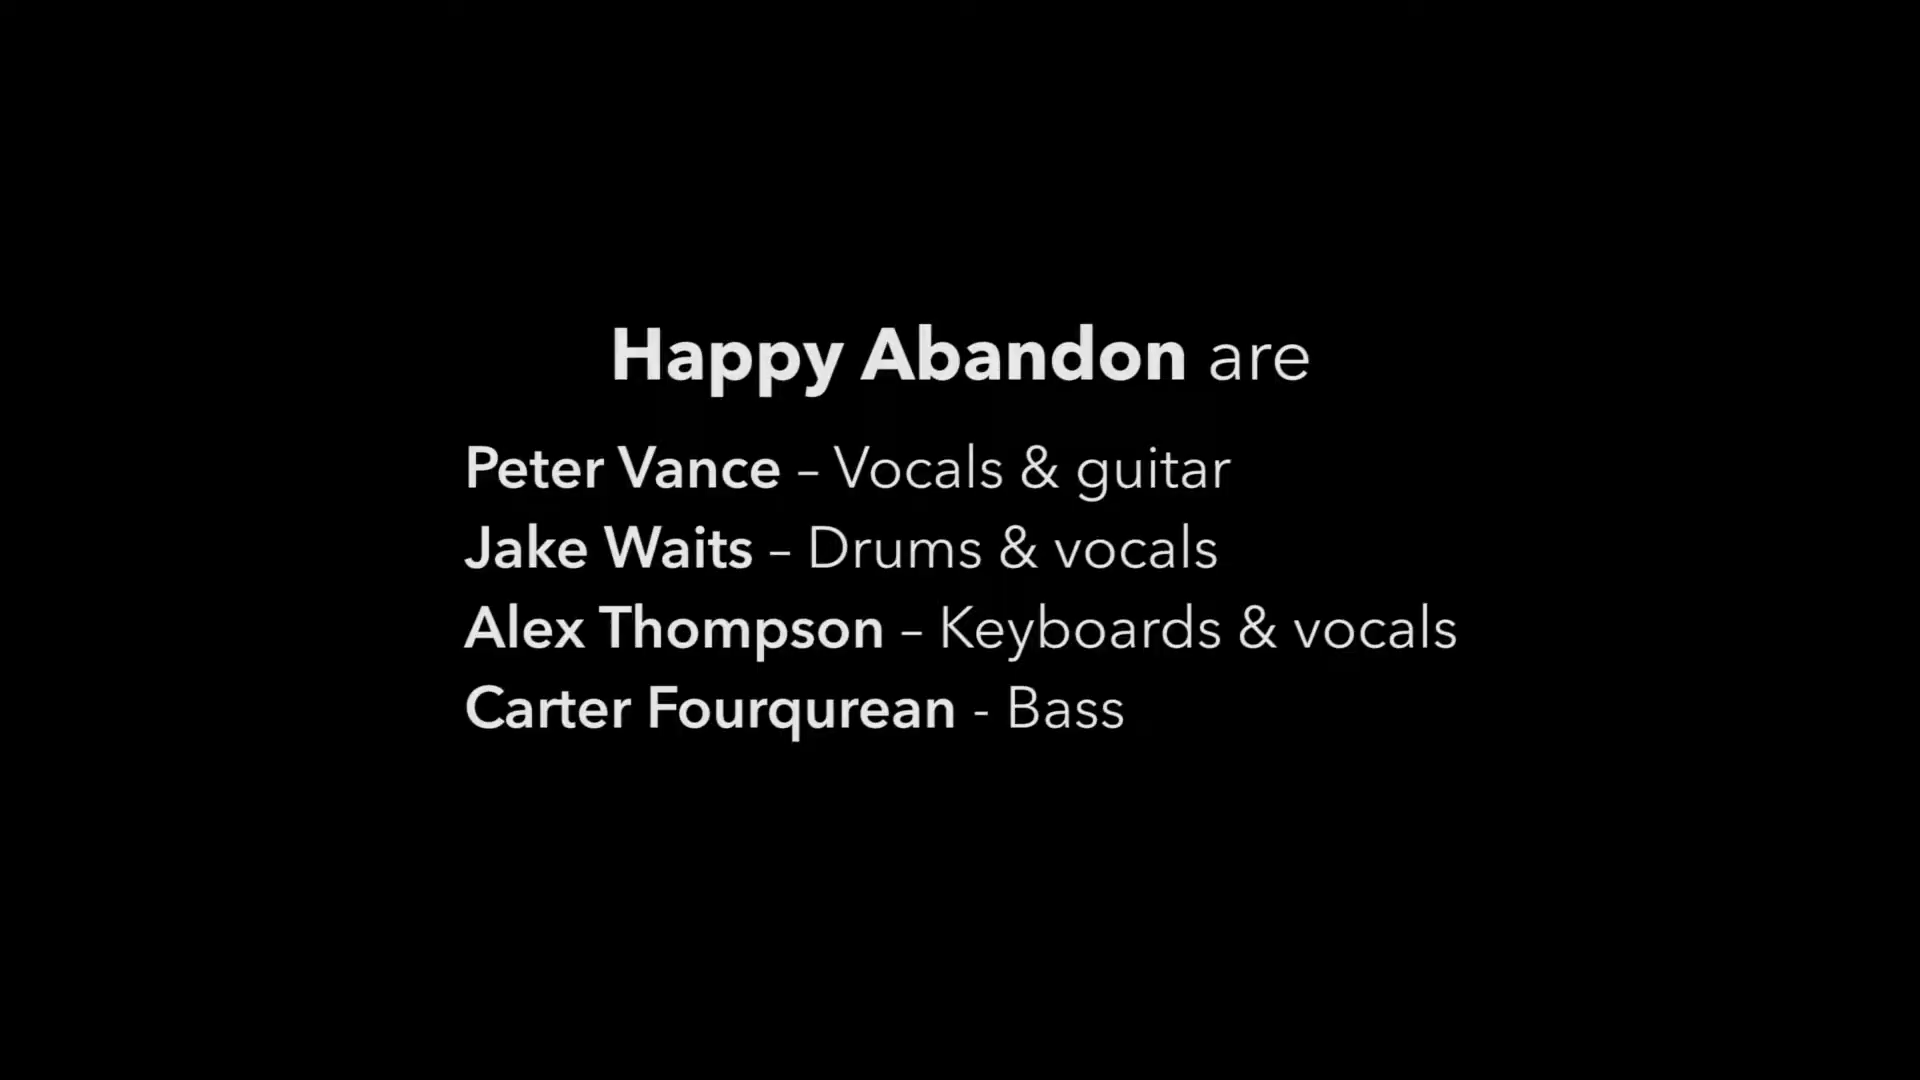 Happy Abandon are
Peter Vance – Vocals & guitar
Jake Waits – Drums & vocals
Alex Thompson – Keyboards & vocals
Carter Fourqurean - Bass